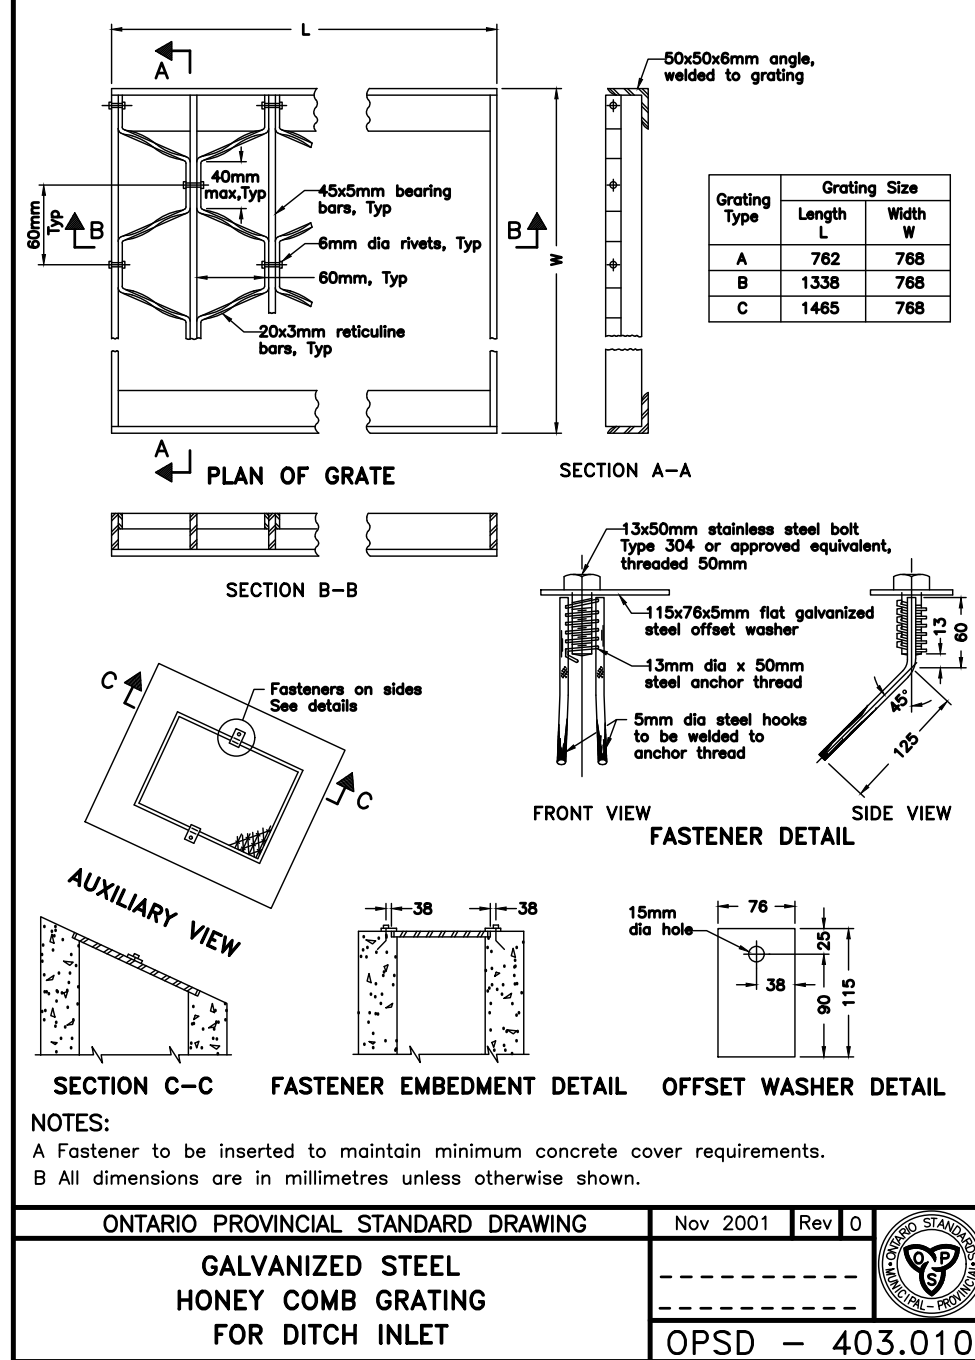 L
A
50x50x6mm angle,
welded to grating
40mm
max,Typ
45x5mm bearing
bars, Typ
60mm
Typ
B
B
6mm dia rivets, Typ
60mm, Typ
W
20x3mm reticuline
bars, Typ
A
PLAN OF GRATE
SECTION A-A
Grating Type
Grating Size
Length L
Width W
A 762 768
B 1338 768
C 1465 768
SECTION B-B
13x50mm stainless steel bolt
Type 304 or approved equivalent,
threaded 50mm
115x76x5mm flat galvanized
steel offset washer
13mm dia x 50mm
steel anchor thread
5mm dia steel hooks
to be welded to
anchor thread
13
60
45°
125
FRONT VIEW
SIDE VIEW
FASTENER DETAIL
C
Fasteners on sides
See details
C
AUXILIARY VIEW
SECTION C-C
38
38
FASTENER EMBEDMENT DETAIL
15mm
dia hole
76
25
38
90
115
OFFSET WASHER DETAIL
NOTES:
A Fastener to be inserted to maintain minimum concrete cover requirements.
B All dimensions are in millimetres unless otherwise shown.
ONTARIO PROVINCIAL STANDARD DRAWING
Nov 2001 Rev 0
GALVANIZED STEEL
HONEY COMB GRATING
FOR DITCH INLET
ONTARIO STANDARDS
MUNICIPAL-PROVINCIAL
O P S
OPSD - 403.010